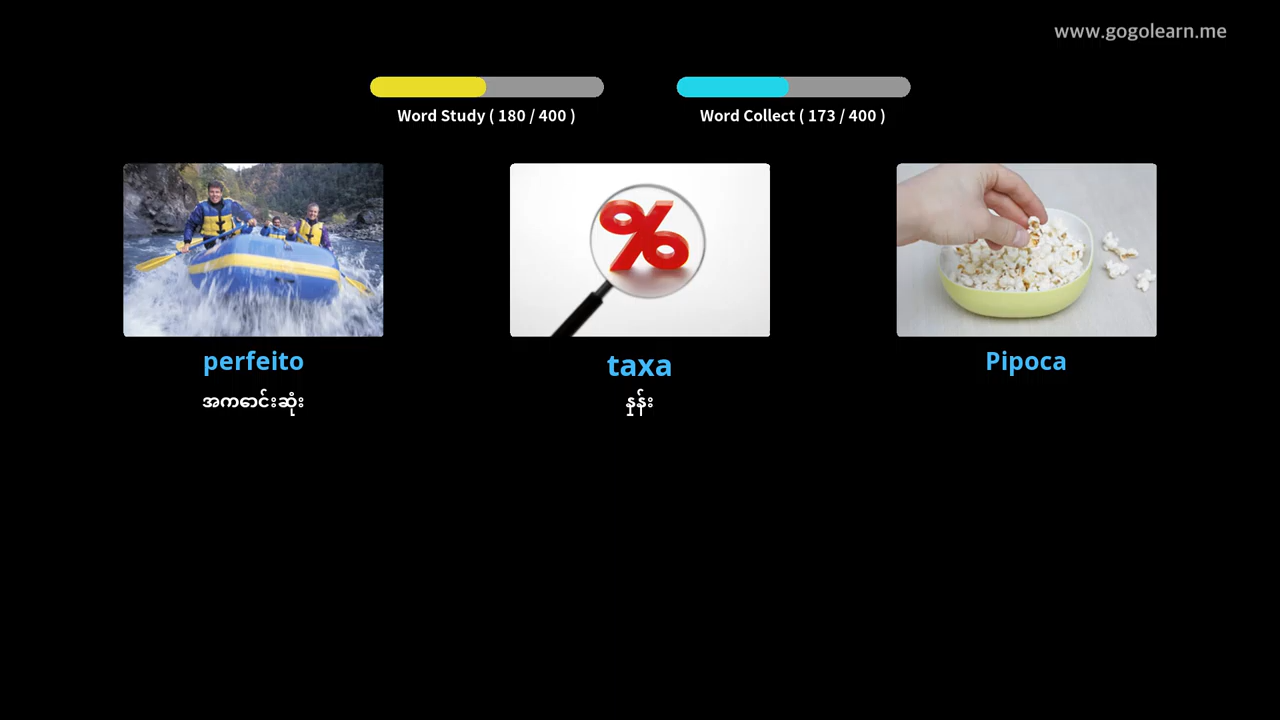 www.gogolearn.me
Word Study ( 180 / 400 )
Word Collect ( 173 / 400 )
%
perfeito
taxa
Pipoca
အကောင်းဆုံး
နှုန်း